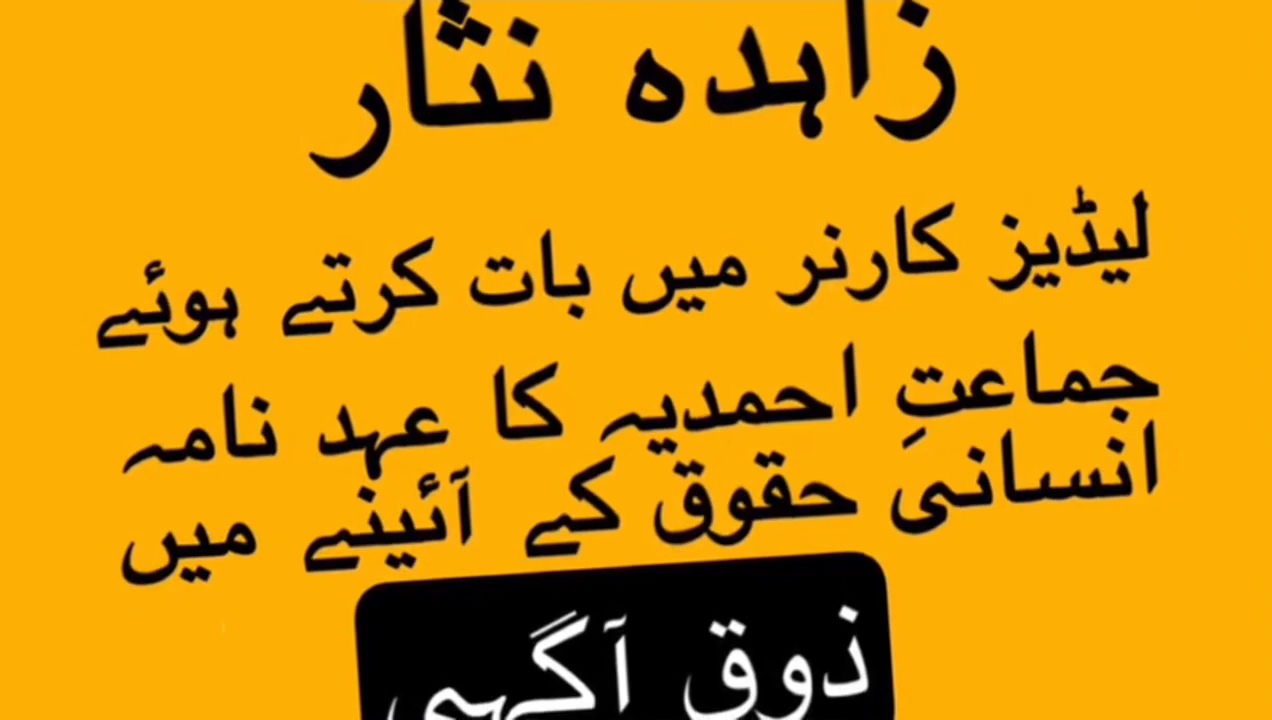 زاہدہ نثار
لیڈیز کارنر میں بات کرتے ہوئے
جماعتِ احمدیہ کا عہد نامہ
انسانی حقوق کے آئینے میں
ذوق آگہی